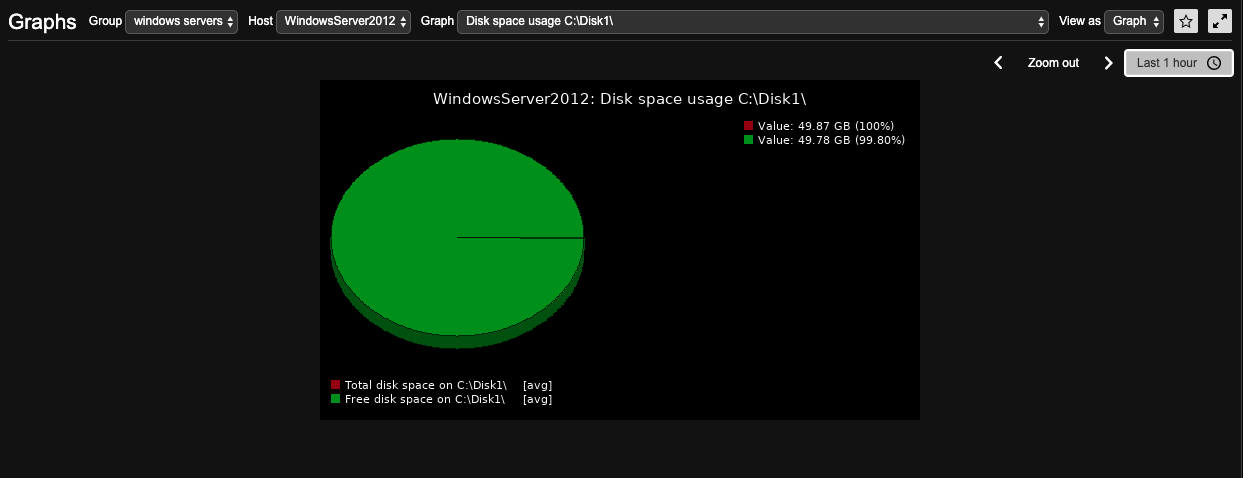 Graphs Group windows servers Host WindowsServer2012 Graph Disk space usage C:\Disk1\ View as Graph
Zoom out Last 1 hour
WindowsServer2012: Disk space usage C:\Disk1\
Value: 49.87 GB (100%)
Value: 49.78 GB (99.80%)
Total disk space on C:\Disk1\ [avg]
Free disk space on C:\Disk1\ [avg]